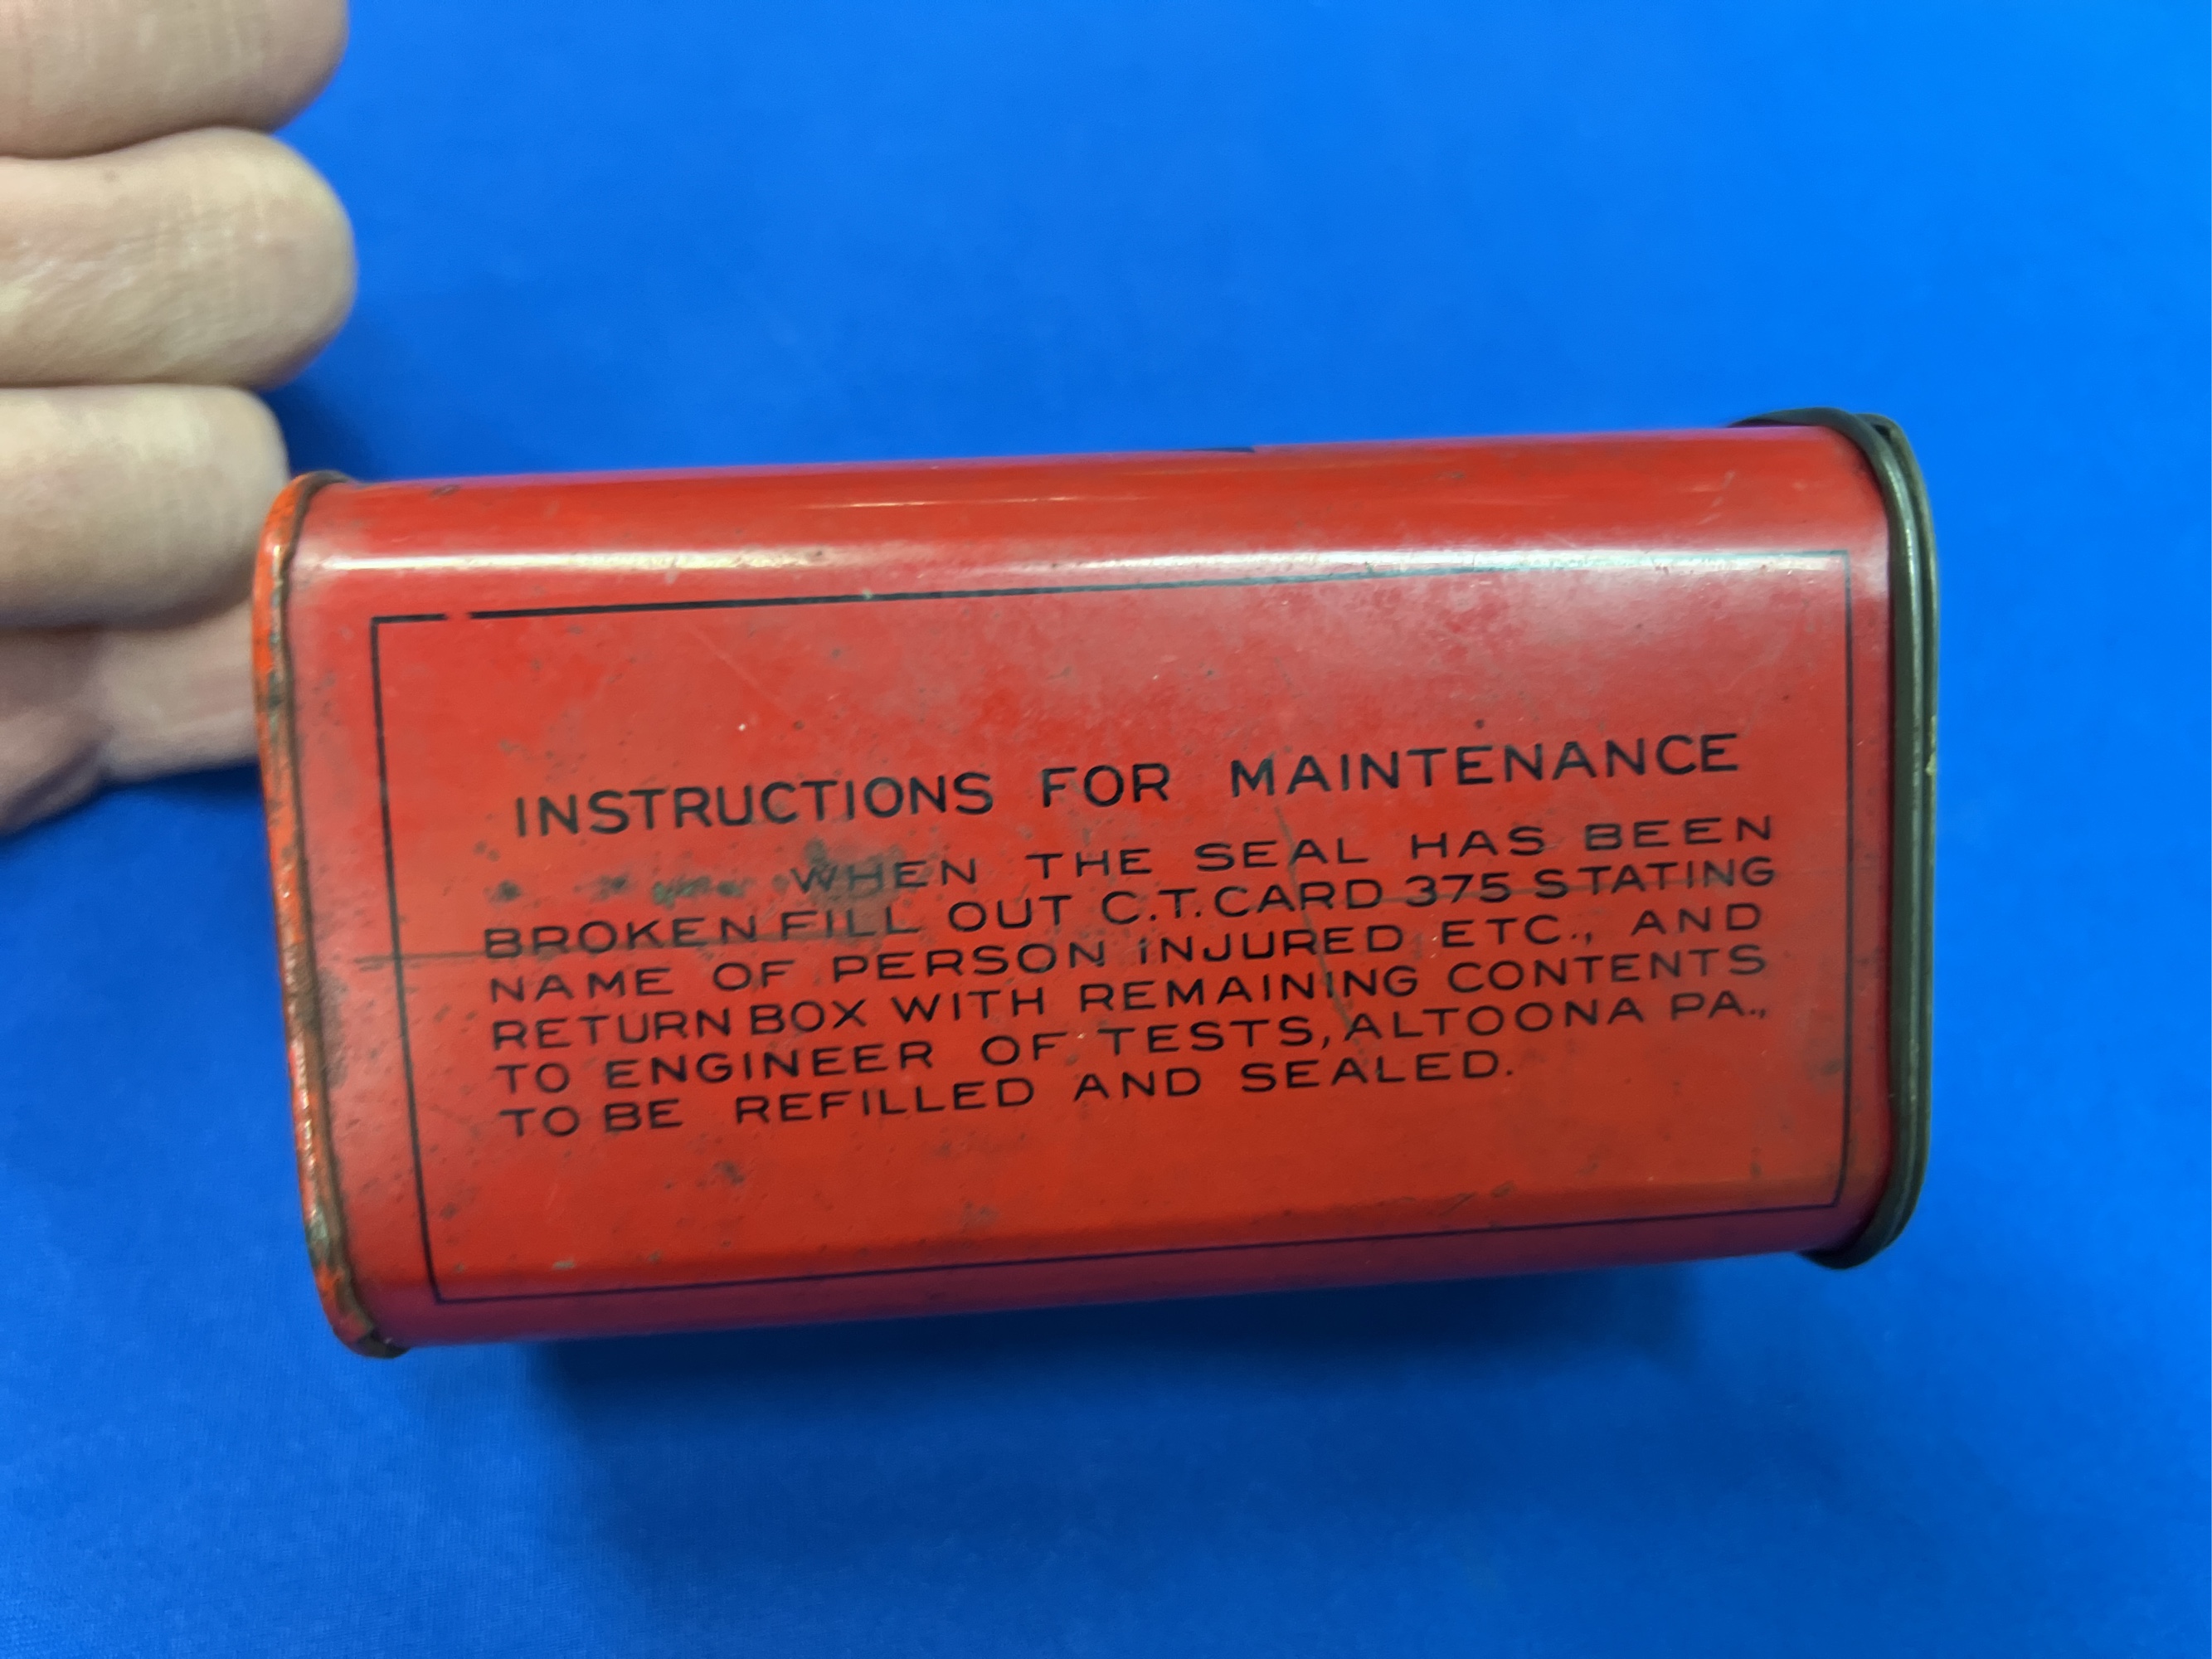 INSTRUCTIONS FOR MAINTENANCE
WHEN THE SEAL HAS BEEN
BROKEN FILL OUT C.T. CARD 375 STATING
NAME OF PERSON INJURED ETC., AND
RETURN BOX WITH REMAINING CONTENTS
TO ENGINEER OF TESTS, ALTOONA PA.,
TO BE REFILLED AND SEALED.